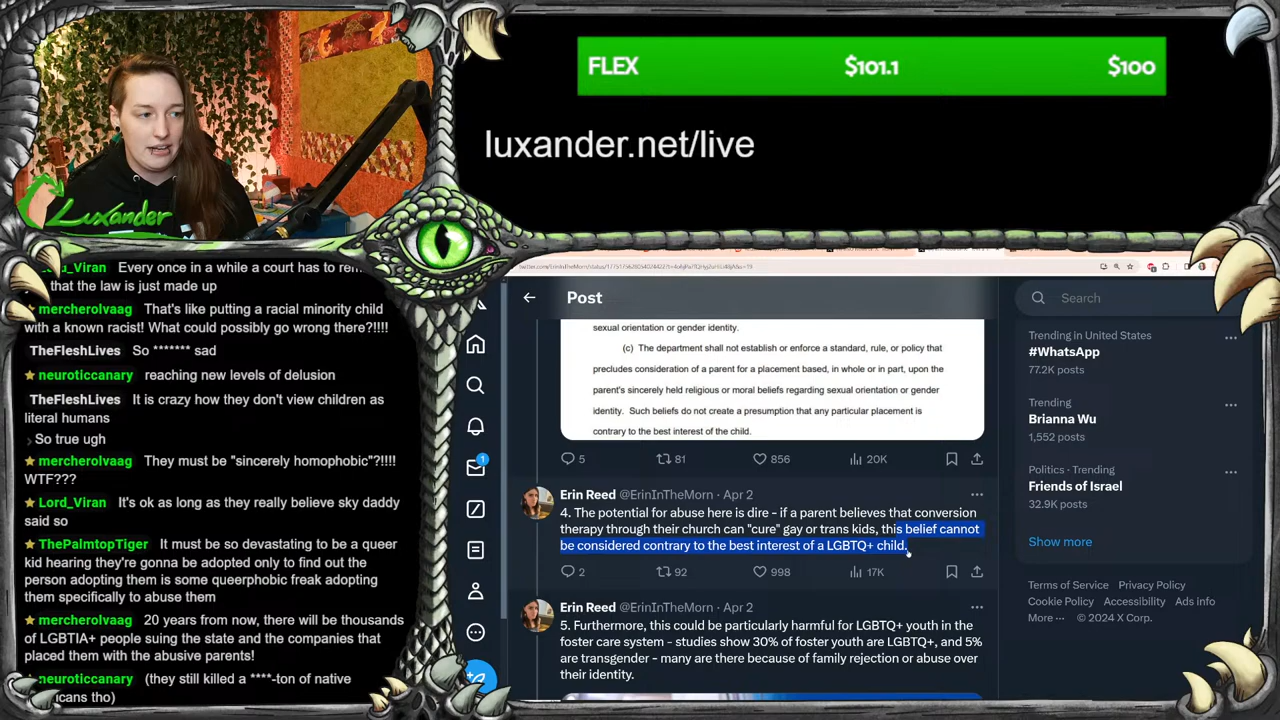 FLEX $101.1 $100
luxander.net/live
Luxander
Lord_Viran Every once in a while a court has to
that the law is just made up
mercherolvaag That's like putting a racial minority child
with a known racist! What could possibly go wrong there?!!!!
TheFleshLives So ******* sad
neuroticcanary reaching new levels of delusion
TheFleshLives It is crazy how they don't view children as
literal humans
So true ugh
mercherolvaag They must be "sincerely homophobic"?!!!!
WTF???
Lord_Viran It's ok as long as they really believe sky daddy
said so
ThePalmtopTiger It must be so devastating to be a queer
kid hearing they're gonna be adopted only to find out the
person adopting them is some queerphobic freak adopting
them specifically to abuse them
mercherolvaag 20 years from now, there will be thousands
of LGBTIA+ people suing the state and the companies that
placed them with the abusive parents!
neuroticcanary (they still killed a ****-ton of native
icans tho)
Post
sexual orientation or gender identity.
(c) The department shall not establish or enforce a standard, rule, or policy that
precludes consideration of a parent for a placement based, in whole or in part, upon the
parent's sincerely held religious or moral beliefs regarding sexual orientation or gender
identity. Such beliefs do not create a presumption that any particular placement is
contrary to the best interest of the child.
5 81 856 20K
Erin Reed @ErinInTheMorn · Apr 2
4. The potential for abuse here is dire - if a parent believes that conversion
therapy through their church can "cure" gay or trans kids, this belief cannot
be considered contrary to the best interest of a LGBTQ+ child.
2 92 998 17K
Erin Reed @ErinInTheMorn · Apr 2
5. Furthermore, this could be particularly harmful for LGBTQ+ youth in the
foster care system - studies show 30% of foster youth are LGBTQ+, and 5%
are transgender - many are there because of family rejection or abuse over
their identity.
1
Search
Trending in United States
#WhatsApp
77.2K posts
Trending
Brianna Wu
1,552 posts
Politics · Trending
Friends of Israel
32.9K posts
Show more
Terms of Service Privacy Policy
Cookie Policy Accessibility Ads info
More ··· © 2024 X Corp.